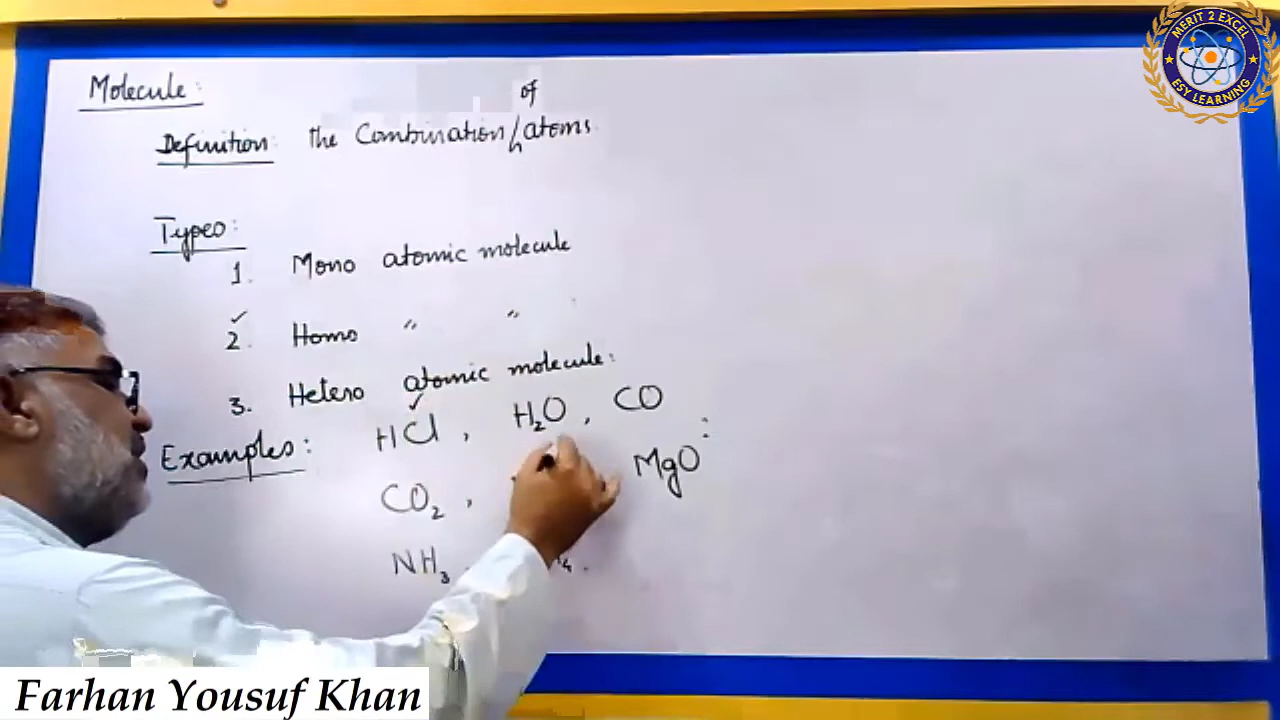 MERIT 2 EXCEL
ESY LEARNING
Molecule:
of
Definition: The Combination atoms.
Types:
1. Mono atomic molecule
2. Homo " "
3. Hetero atomic molecule:
Examples: HCl, H₂O, CO
CO₂, MgO
NH₃
Farhan Yousuf Khan